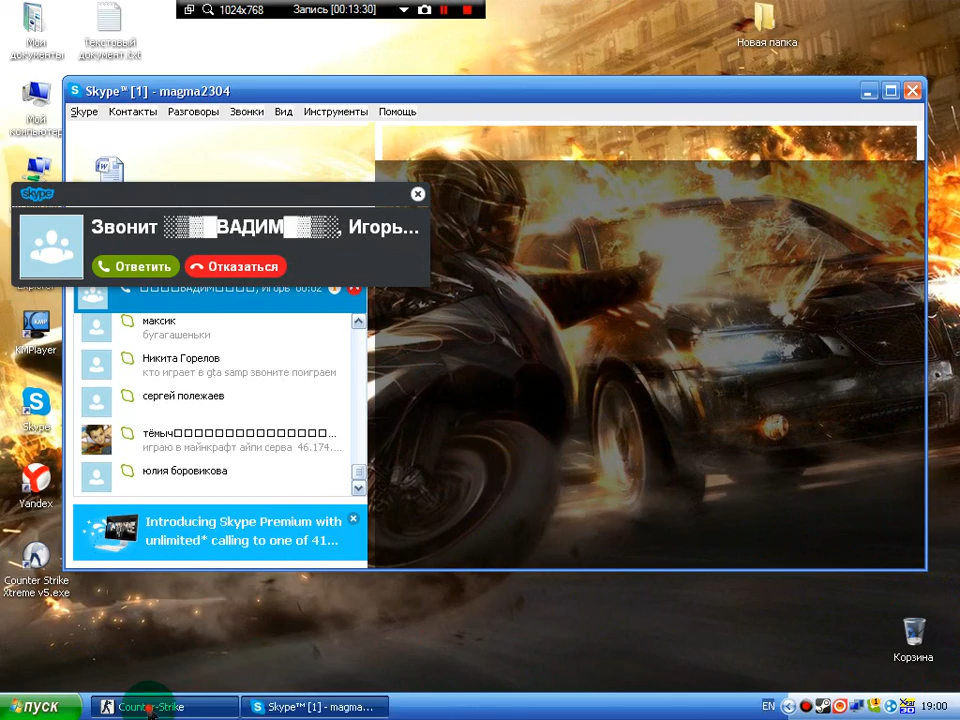 1024x768 Запись [00:13:30]
Мои документы
Текстовый документ.txt
Новая папка
Skype™ [1] - magma2304
Skype Контакты Разговоры Звонки Вид Инструменты Помощь
Мой компьютер
skype
Звонит ░▒▓█ВАДИМ█▓▒░, Игорь...
Ответить Отказаться
□□□□ВАДИМ□□□□, Игорь 00:02
максик
бугагашеньки
KMPlayer
Никита Горелов
кто играет в gta samp звоните поиграем
сергей полежаев
Skype
тёмыч□□□□□□□□□□□□□□□...
играю в майнкрафт айпи серва 46.174....
юлия боровикова
Yandex
Introducing Skype Premium with
unlimited* calling to one of 41...
Counter Strike
Xtreme v5.exe
Корзина
пуск
Counter-Strike
Skype™ [1] - magma...
EN
19:00